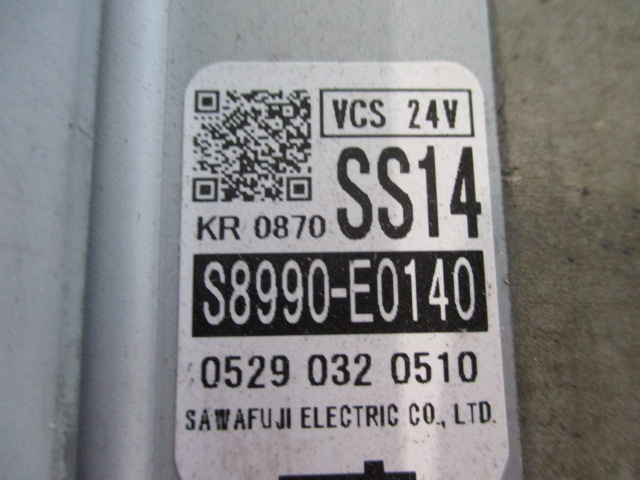 VCS 24V
SS14
KR 0870
S8990-E0140
0529 032 0510
SAWAFUJI ELECTRIC CO., LTD.